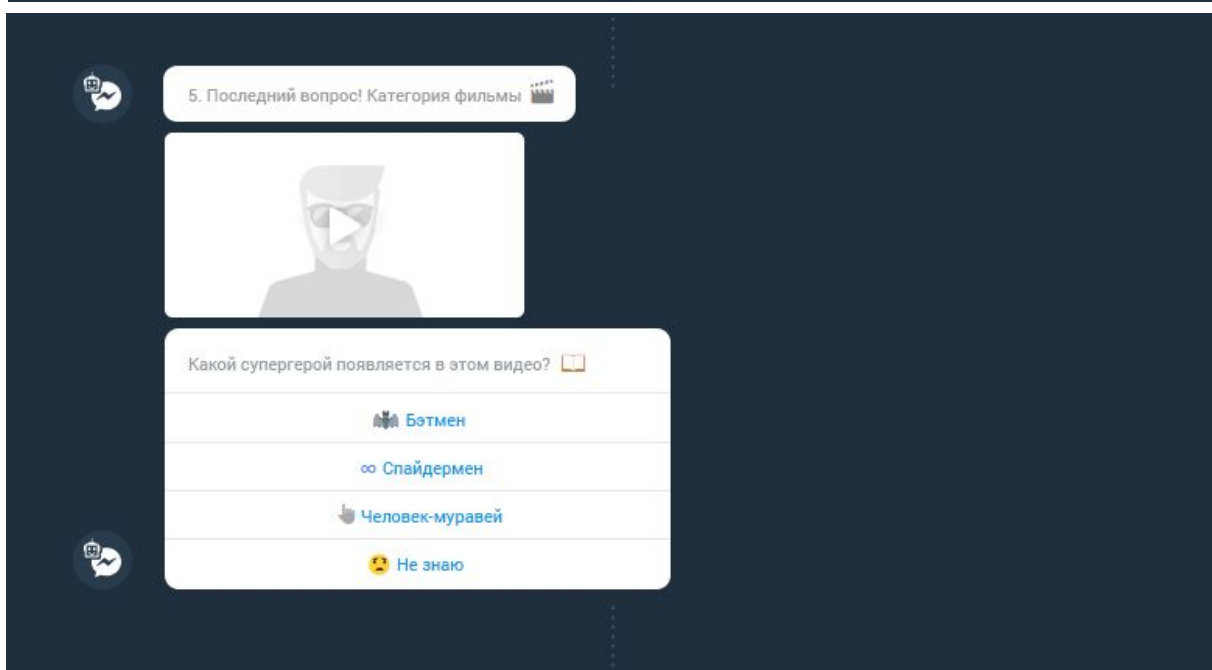 5. Последний вопрос! Категория фильмы
Какой супергерой появляется в этом видео?
Бэтмен
Спайдермен
Человек-муравей
Не знаю